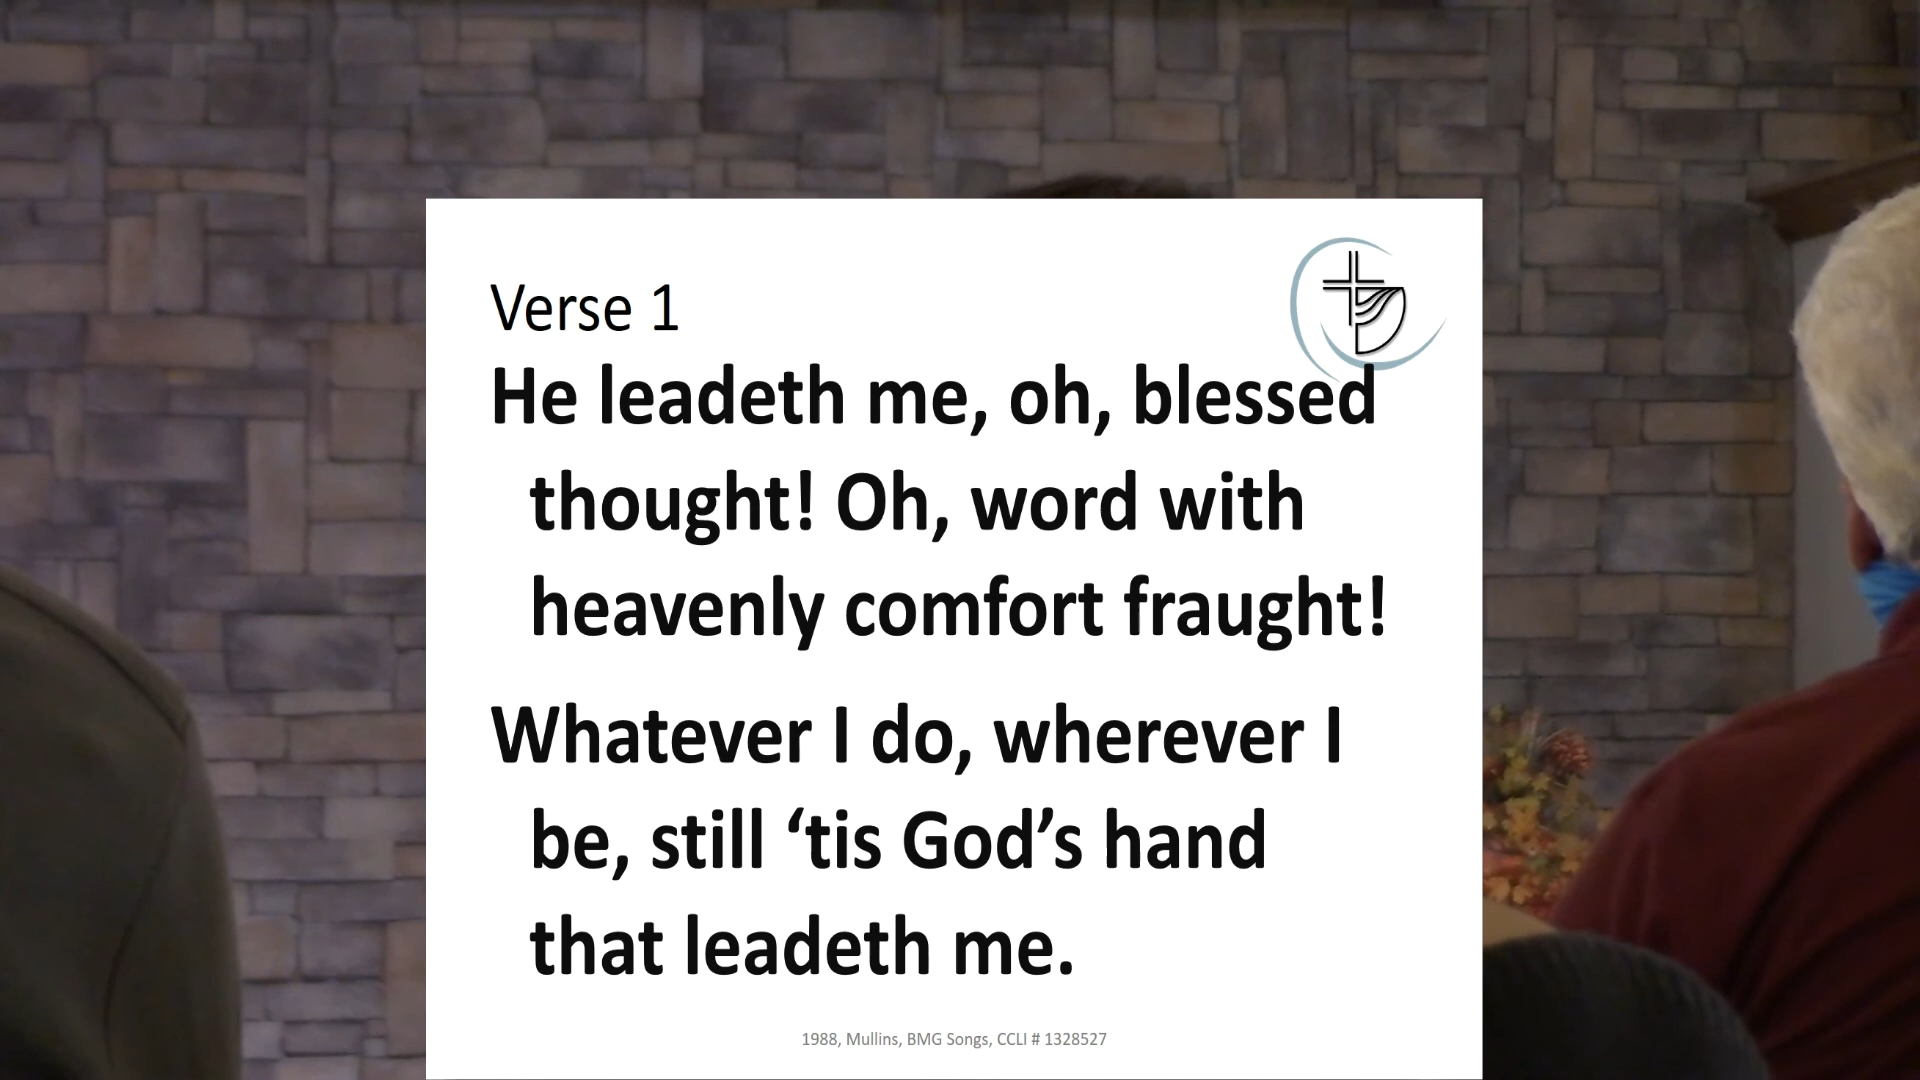 Verse 1
He leadeth me, oh, blessed
thought! Oh, word with
heavenly comfort fraught!
Whatever I do, wherever I
be, still ‘tis God’s hand
that leadeth me.
1988, Mullins, BMG Songs, CCLI # 1328527